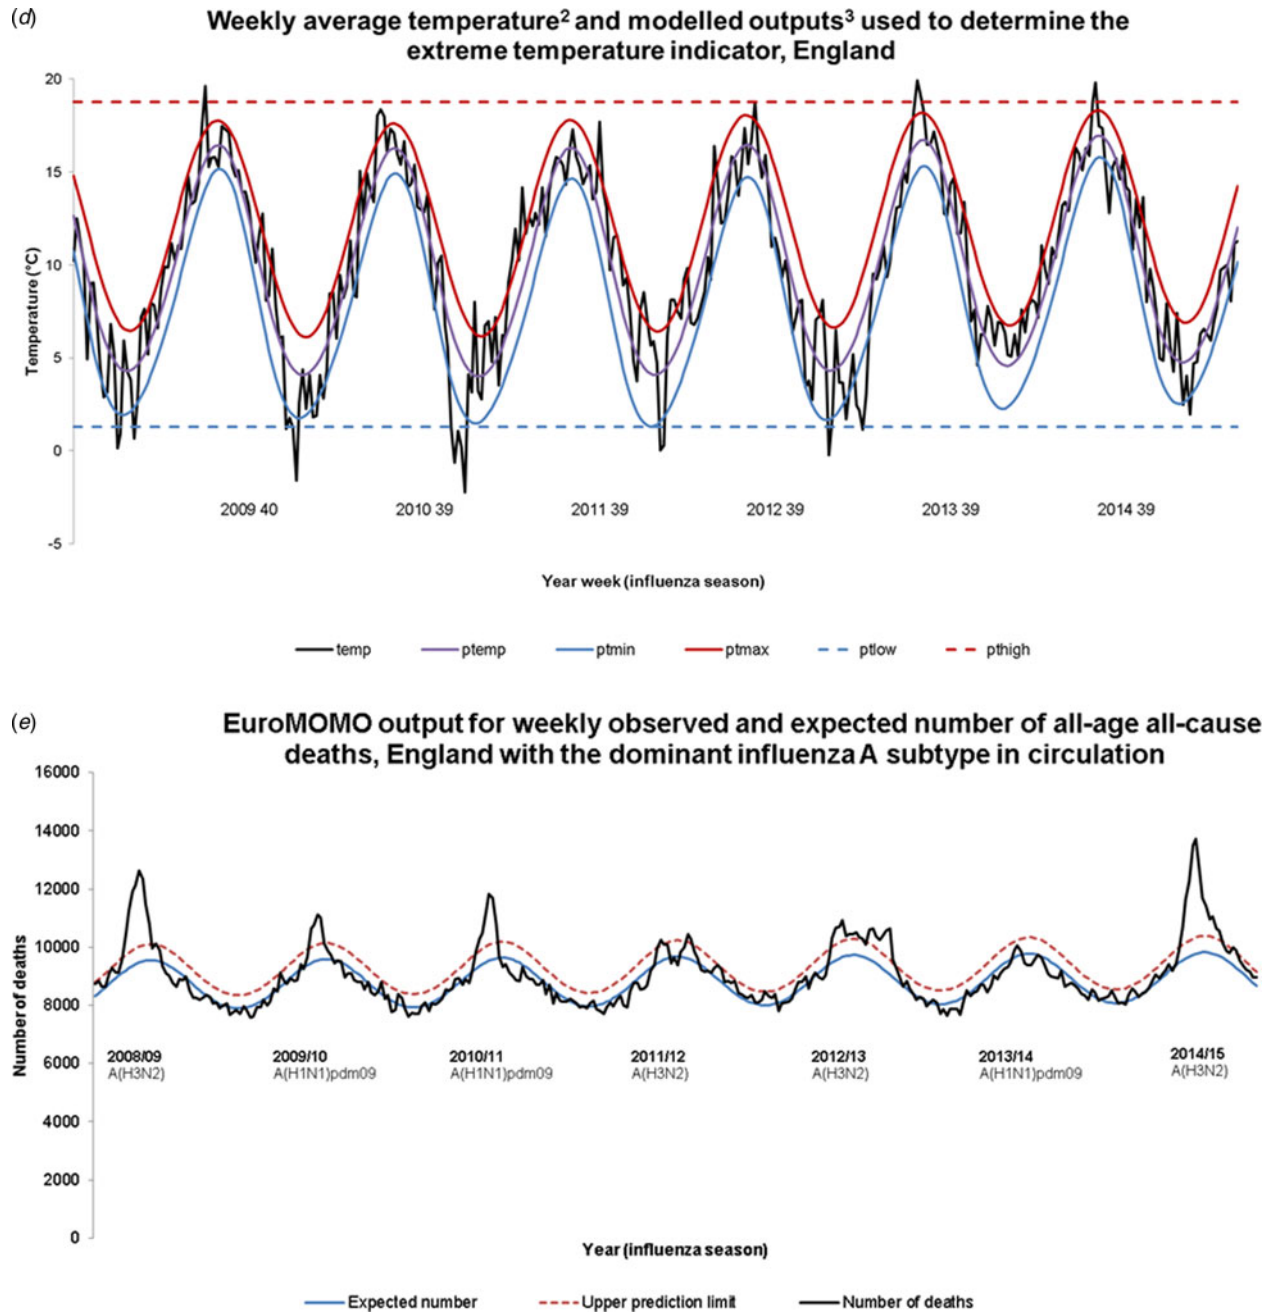 (d)
Weekly average temperature² and modelled outputs³ used to determine the
extreme temperature indicator, England
20
15
10
5
0
-5
Temperature (°C)
2009 40
2010 39
2011 39
2012 39
2013 39
2014 39
Year week (influenza season)
temp
ptemp
ptmin
ptmax
ptlow
pthigh
(e)
EuroMOMO output for weekly observed and expected number of all-age all-cause
deaths, England with the dominant influenza A subtype in circulation
16000
14000
12000
10000
8000
6000
4000
2000
0
Number of deaths
2008/09
A(H3N2)
2009/10
A(H1N1)pdm09
2010/11
A(H1N1)pdm09
2011/12
A(H3N2)
2012/13
A(H3N2)
2013/14
A(H1N1)pdm09
2014/15
A(H3N2)
Year (influenza season)
Expected number
Upper prediction limit
Number of deaths